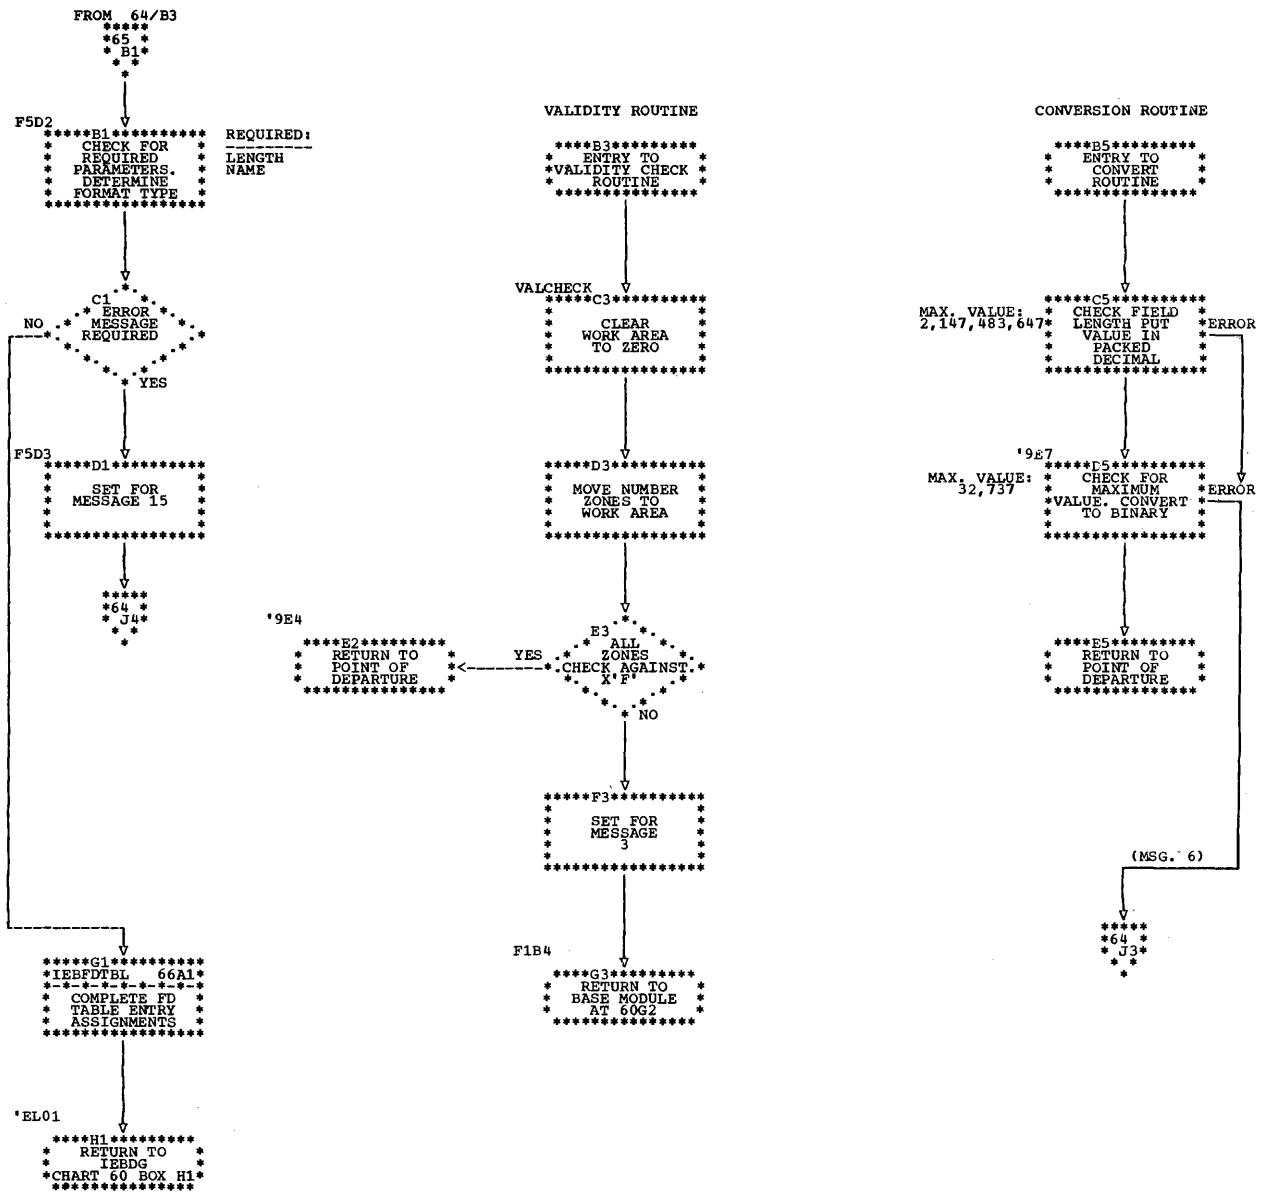 FROM 64/B3
65
B1
F5D2
B1
CHECK FOR
REQUIRED
PARAMETERS.
DETERMINE
FORMAT TYPE
REQUIRED:
LENGTH
NAME
C1
ERROR
MESSAGE
REQUIRED
NO
YES
F5D3
D1
SET FOR
MESSAGE 15
64
J4
G1
IEBFDTBL 66A1
COMPLETE FD
TABLE ENTRY
ASSIGNMENTS
'EL01
H1
RETURN TO
IEBDG
CHART 60 BOX H1
VALIDITY ROUTINE
B3
ENTRY TO
VALIDITY CHECK
ROUTINE
VALCHECK
C3
CLEAR
WORK AREA
TO ZERO
D3
MOVE NUMBER
ZONES TO
WORK AREA
E3
ALL
ZONES
CHECK AGAINST
X'F'
YES
NO
'9E4
E2
RETURN TO
POINT OF
DEPARTURE
F3
SET FOR
MESSAGE
3
F1B4
G3
RETURN TO
BASE MODULE
AT 60G2
CONVERSION ROUTINE
B5
ENTRY TO
CONVERT
ROUTINE
MAX. VALUE:
2,147,483,647
C5
CHECK FIELD
LENGTH PUT
VALUE IN
PACKED
DECIMAL
ERROR
'9E7
MAX. VALUE:
32,737
D5
CHECK FOR
MAXIMUM
VALUE. CONVERT
TO BINARY
ERROR
E5
RETURN TO
POINT OF
DEPARTURE
(MSG. 6)
64
J3